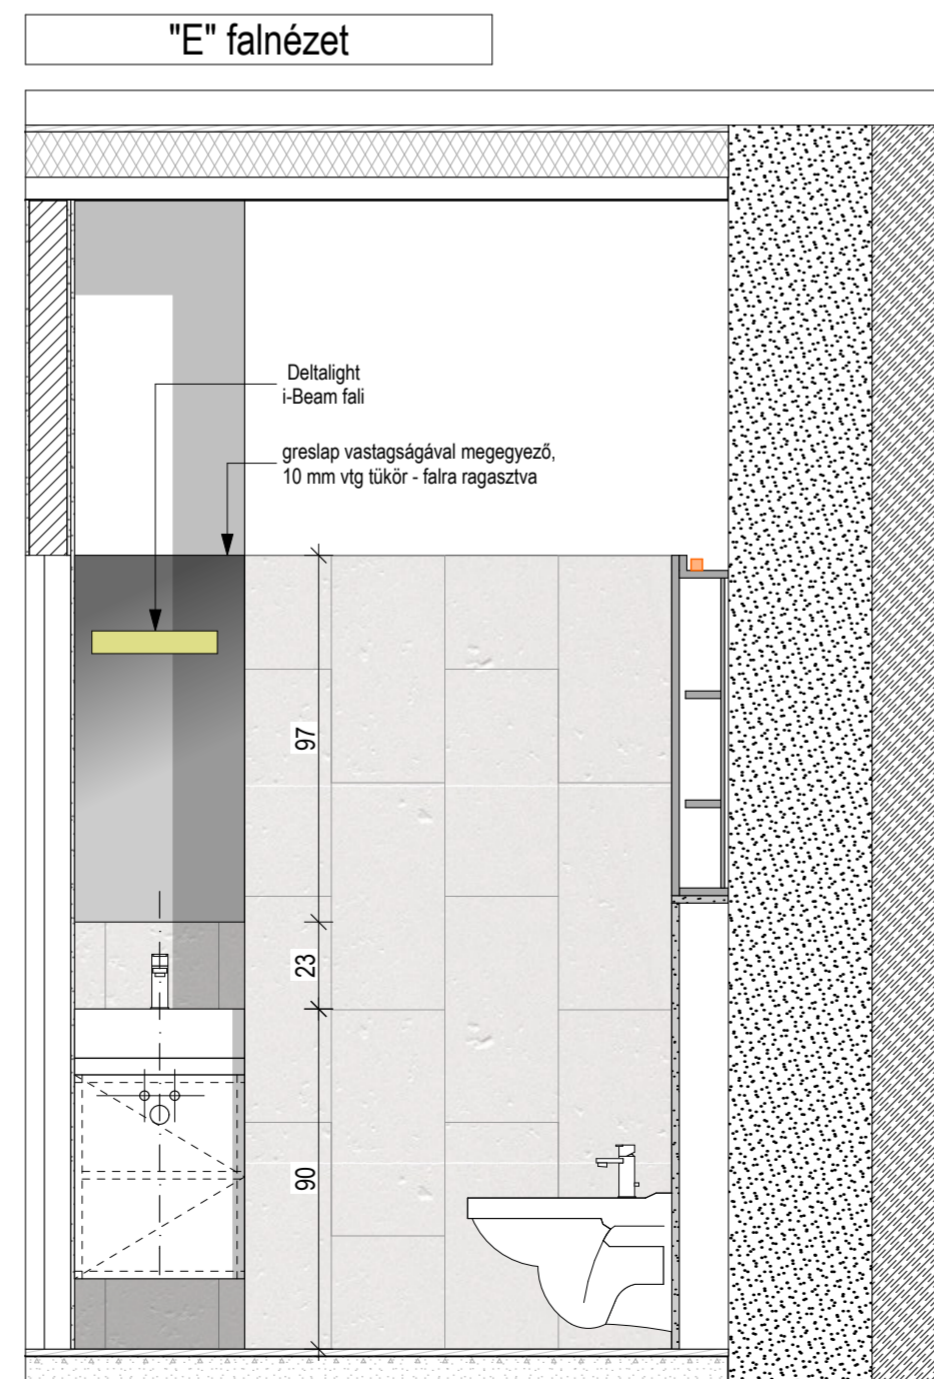 "E" falnézet
Deltalight
i-Beam fali
greslap vastagságával megegyező,
10 mm vtg tükör - falra ragasztva
97
23
90